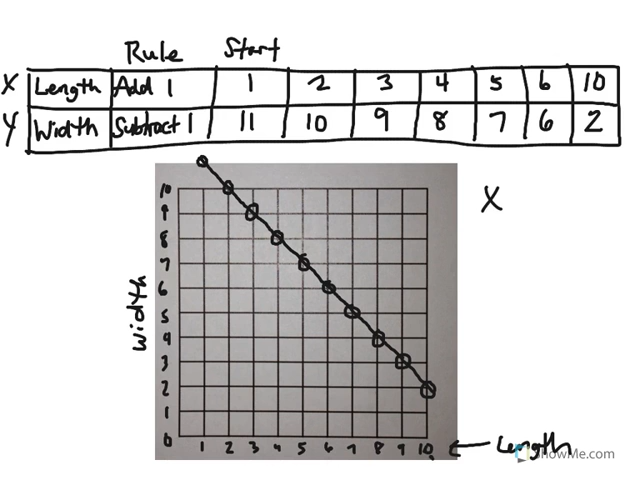 Rule Start
X Length Add 1 1 2 3 4 5 6 10
Y Width Subtract 1 11 10 9 8 7 6 2
X
Width
10
9
8
7
6
5
4
3
2
1
0
1 2 3 4 5 6 7 8 9 10 ← Length
ShowMe.com